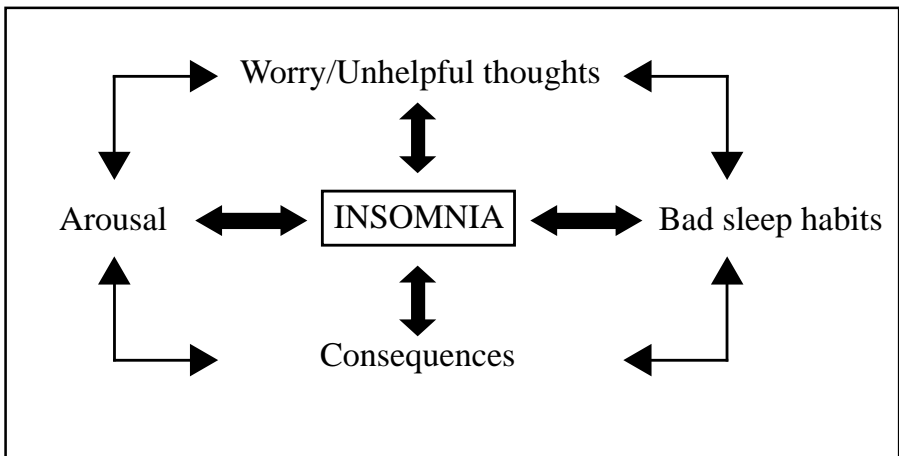 Worry/Unhelpful thoughts
Arousal
INSOMNIA
Bad sleep habits
Consequences